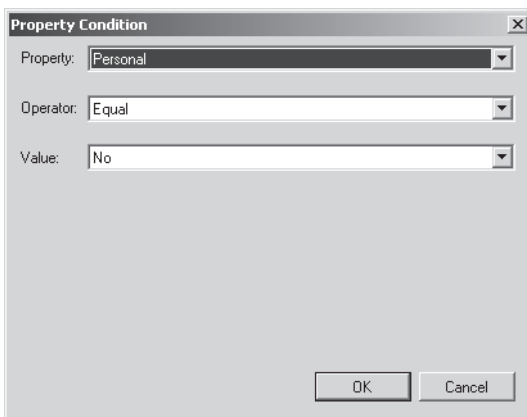 Property Condition
Property: Personal
Operator: Equal
Value: No
OK Cancel